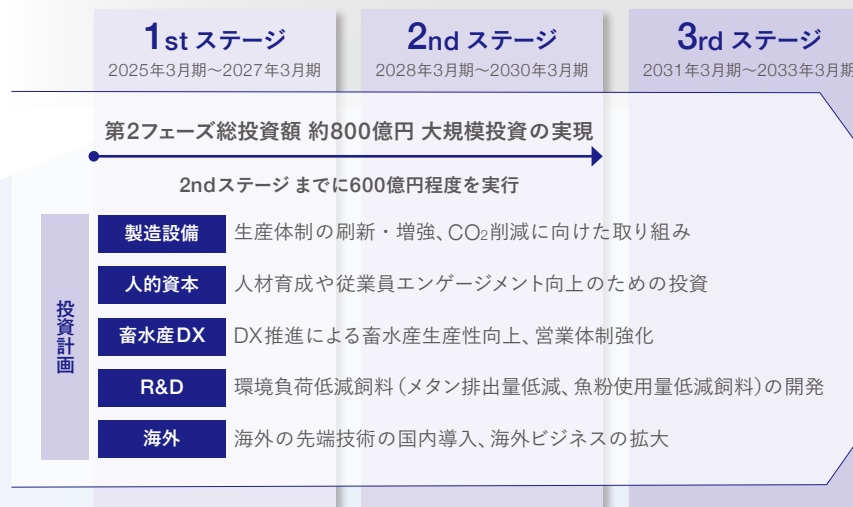 1st ステージ
2025年3月期～2027年3月期
2nd ステージ
2028年3月期～2030年3月期
3rd ステージ
2031年3月期～2033年3月期
第2フェーズ総投資額 約800億円 大規模投資の実現
2ndステージまでに600億円程度を実行
投資計画
製造設備 生産体制の刷新・増強、CO₂削減に向けた取り組み
人的資本 人材育成や従業員エンゲージメント向上のための投資
畜水産DX DX推進による畜水産生産性向上、営業体制強化
R&D 環境負荷低減飼料（メタン排出量低減、魚粉使用量低減飼料）の開発
海外 海外の先端技術の国内導入、海外ビジネスの拡大